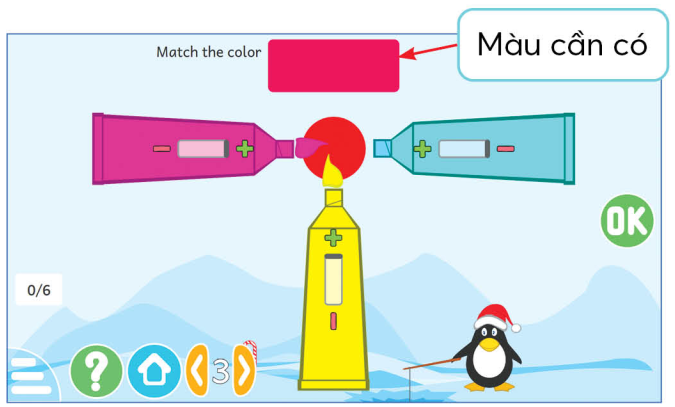 Màu cần có
Match the color
OK
0/6
?
3